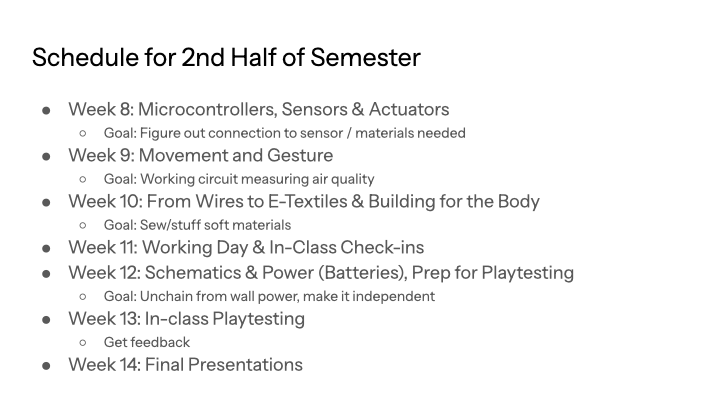 Schedule for 2nd Half of Semester
● Week 8: Microcontrollers, Sensors & Actuators
○ Goal: Figure out connection to sensor / materials needed
● Week 9: Movement and Gesture
○ Goal: Working circuit measuring air quality
● Week 10: From Wires to E-Textiles & Building for the Body
○ Goal: Sew/stuff soft materials
● Week 11: Working Day & In-Class Check-ins
● Week 12: Schematics & Power (Batteries), Prep for Playtesting
○ Goal: Unchain from wall power, make it independent
● Week 13: In-class Playtesting
○ Get feedback
● Week 14: Final Presentations